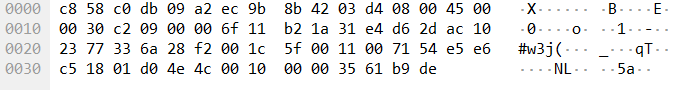 0000 c8 58 c0 db 09 a2 ec 9b 8b 42 03 d4 08 00 45 00 ·X·······B····E·
0010 00 30 c2 09 00 00 6f 11 b2 1a 31 e4 d6 2d ac 10 ·0····o···1··-··
0020 23 77 33 6a 28 f2 00 1c 5f 00 11 00 71 54 e5 e6 #w3j(···_···qT··
0030 c5 18 01 d0 4e 4c 00 10 00 00 35 61 b9 de ····NL····5a··